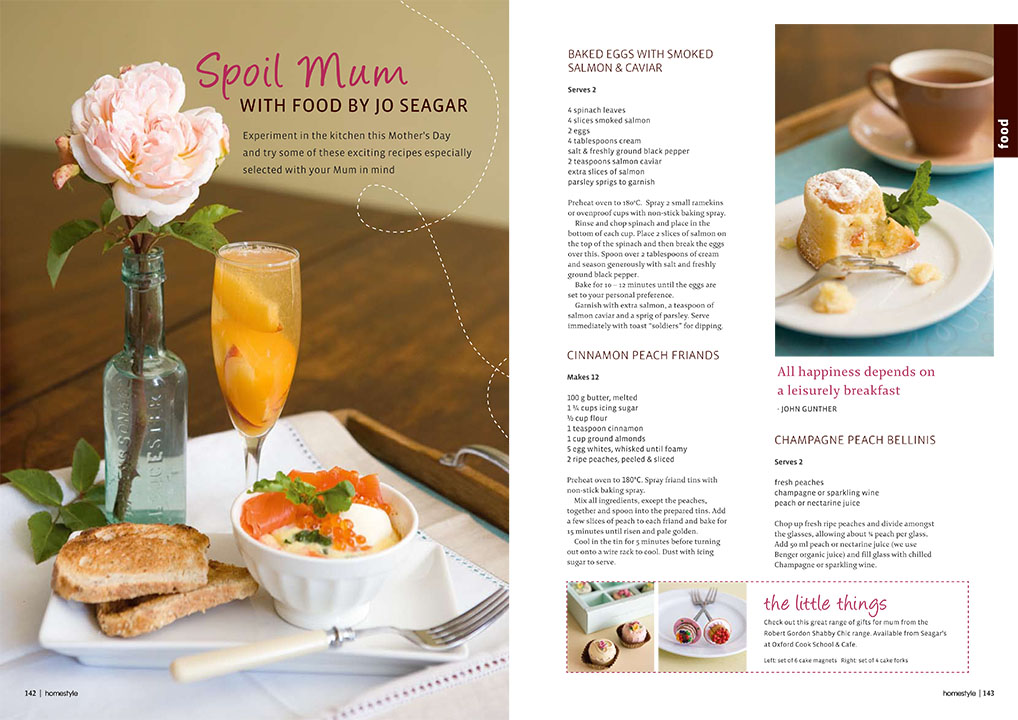 Spoil Mum
WITH FOOD BY JO SEAGAR
Experiment in the kitchen this Mother's Day
and try some of these exciting recipes especially
selected with your Mum in mind
142 | homestyle
BAKED EGGS WITH SMOKED
SALMON & CAVIAR
Serves 2
4 spinach leaves
4 slices smoked salmon
2 eggs
4 tablespoons cream
salt & freshly ground black pepper
2 teaspoons salmon caviar
extra slices of salmon
parsley sprigs to garnish
Preheat oven to 180°C. Spray 2 small ramekins
or ovenproof cups with non-stick baking spray.
Rinse and chop spinach and place in the
bottom of each cup. Place 2 slices of salmon on
the top of the spinach and then break the eggs
over this. Spoon over 2 tablespoons of cream
and season generously with salt and freshly
ground black pepper.
Bake for 10 – 12 minutes until the eggs are
set to your personal preference.
Garnish with extra salmon, a teaspoon of
salmon caviar and a sprig of parsley. Serve
immediately with toast “soldiers” for dipping.
CINNAMON PEACH FRIANDS
Makes 12
100 g butter, melted
1 ¾ cups icing sugar
½ cup flour
1 teaspoon cinnamon
1 cup ground almonds
5 egg whites, whisked until foamy
2 ripe peaches, peeled & sliced
Preheat oven to 180°C. Spray friand tins with
non-stick baking spray.
Mix all ingredients, except the peaches,
together and spoon into the prepared tins. Add
a few slices of peach to each friand and bake for
15 minutes until risen and pale golden.
Cool in the tin for 5 minutes before turning
out onto a wire rack to cool. Dust with icing
sugar to serve.
food
All happiness depends on
a leisurely breakfast
- JOHN GUNTHER
CHAMPAGNE PEACH BELLINIS
Serves 2
fresh peaches
champagne or sparkling wine
peach or nectarine juice
Chop up fresh ripe peaches and divide amongst
the glasses, allowing about ¾ peach per glass.
Add 50 ml peach or nectarine juice (we use
Benger organic juice) and fill glass with chilled
Champagne or sparkling wine.
the little things
Check out this great range of gifts for mum from the
Robert Gordon Shabby Chic range. Available from Seagar's
at Oxford Cook School & Cafe.
Left: set of 6 cake magnets Right: set of 4 cake forks
homestyle | 143